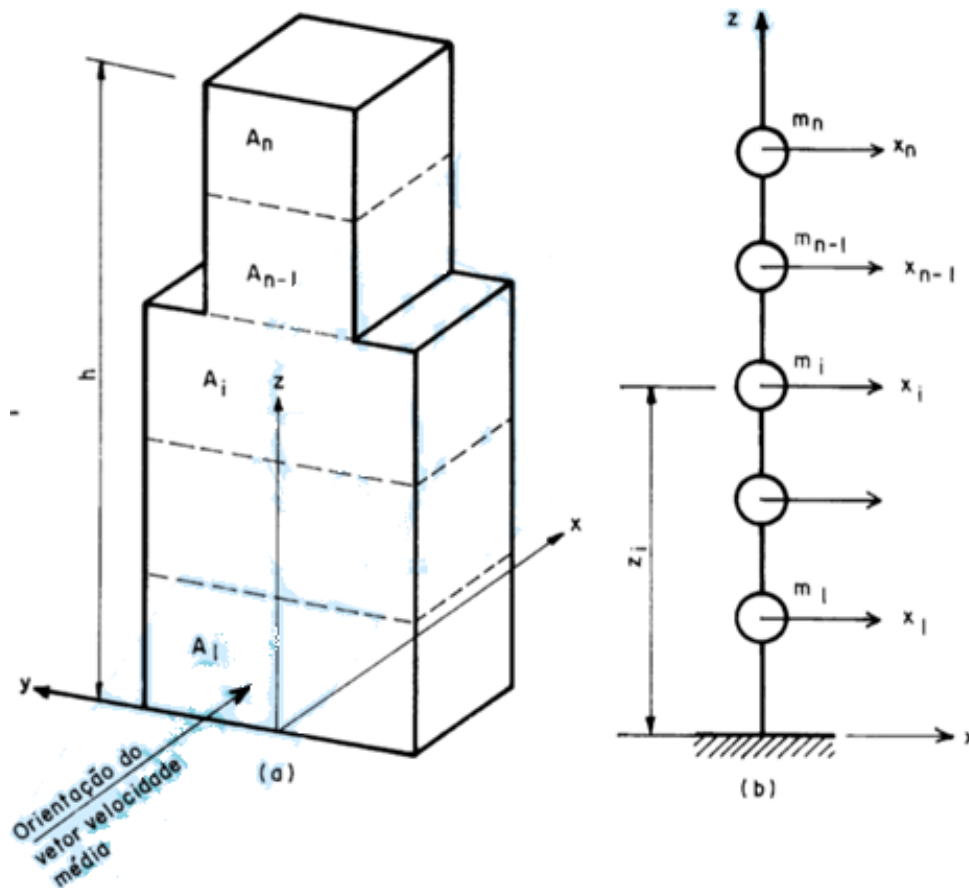 h
Aₙ
Aₙ₋₁
Aᵢ
z
A₁
x
y
Orientação do
vetor velocidade
média
(a)
z
mₙ
xₙ
mₙ₋₁
xₙ₋₁
mᵢ
xᵢ
zᵢ
m₁
x₁
x
(b)